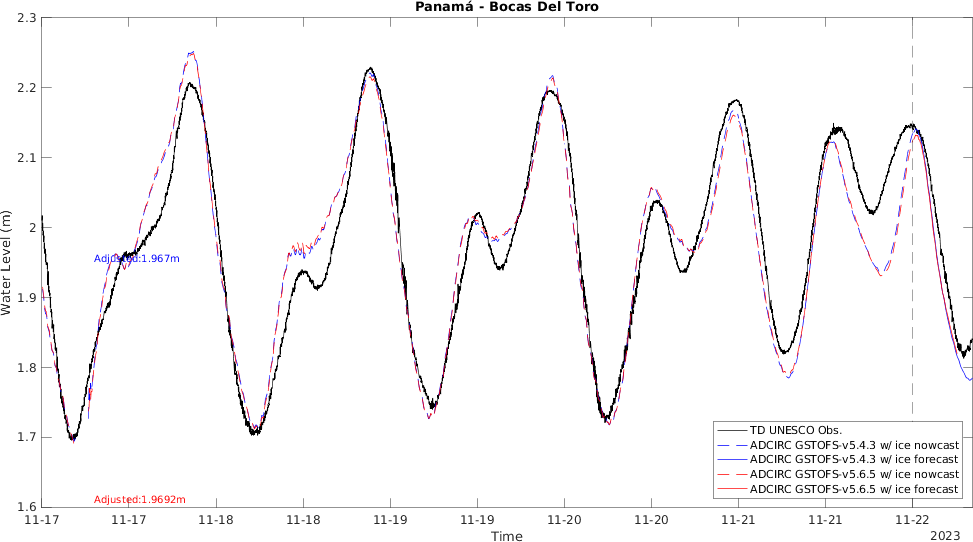 Panamá - Bocas Del Toro
2.3
2.2
2.1
2
1.9
1.8
1.7
1.6
Water Level (m)
Adjusted:1.967m
Adjusted:1.9692m
TD UNESCO Obs.
ADCIRC GSTOFS-v5.4.3 w/ ice nowcast
ADCIRC GSTOFS-v5.4.3 w/ ice forecast
ADCIRC GSTOFS-v5.6.5 w/ ice nowcast
ADCIRC GSTOFS-v5.6.5 w/ ice forecast
11-17 11-17 11-18 11-18 11-19 11-19 11-20 11-20 11-21 11-21 11-22
Time
2023